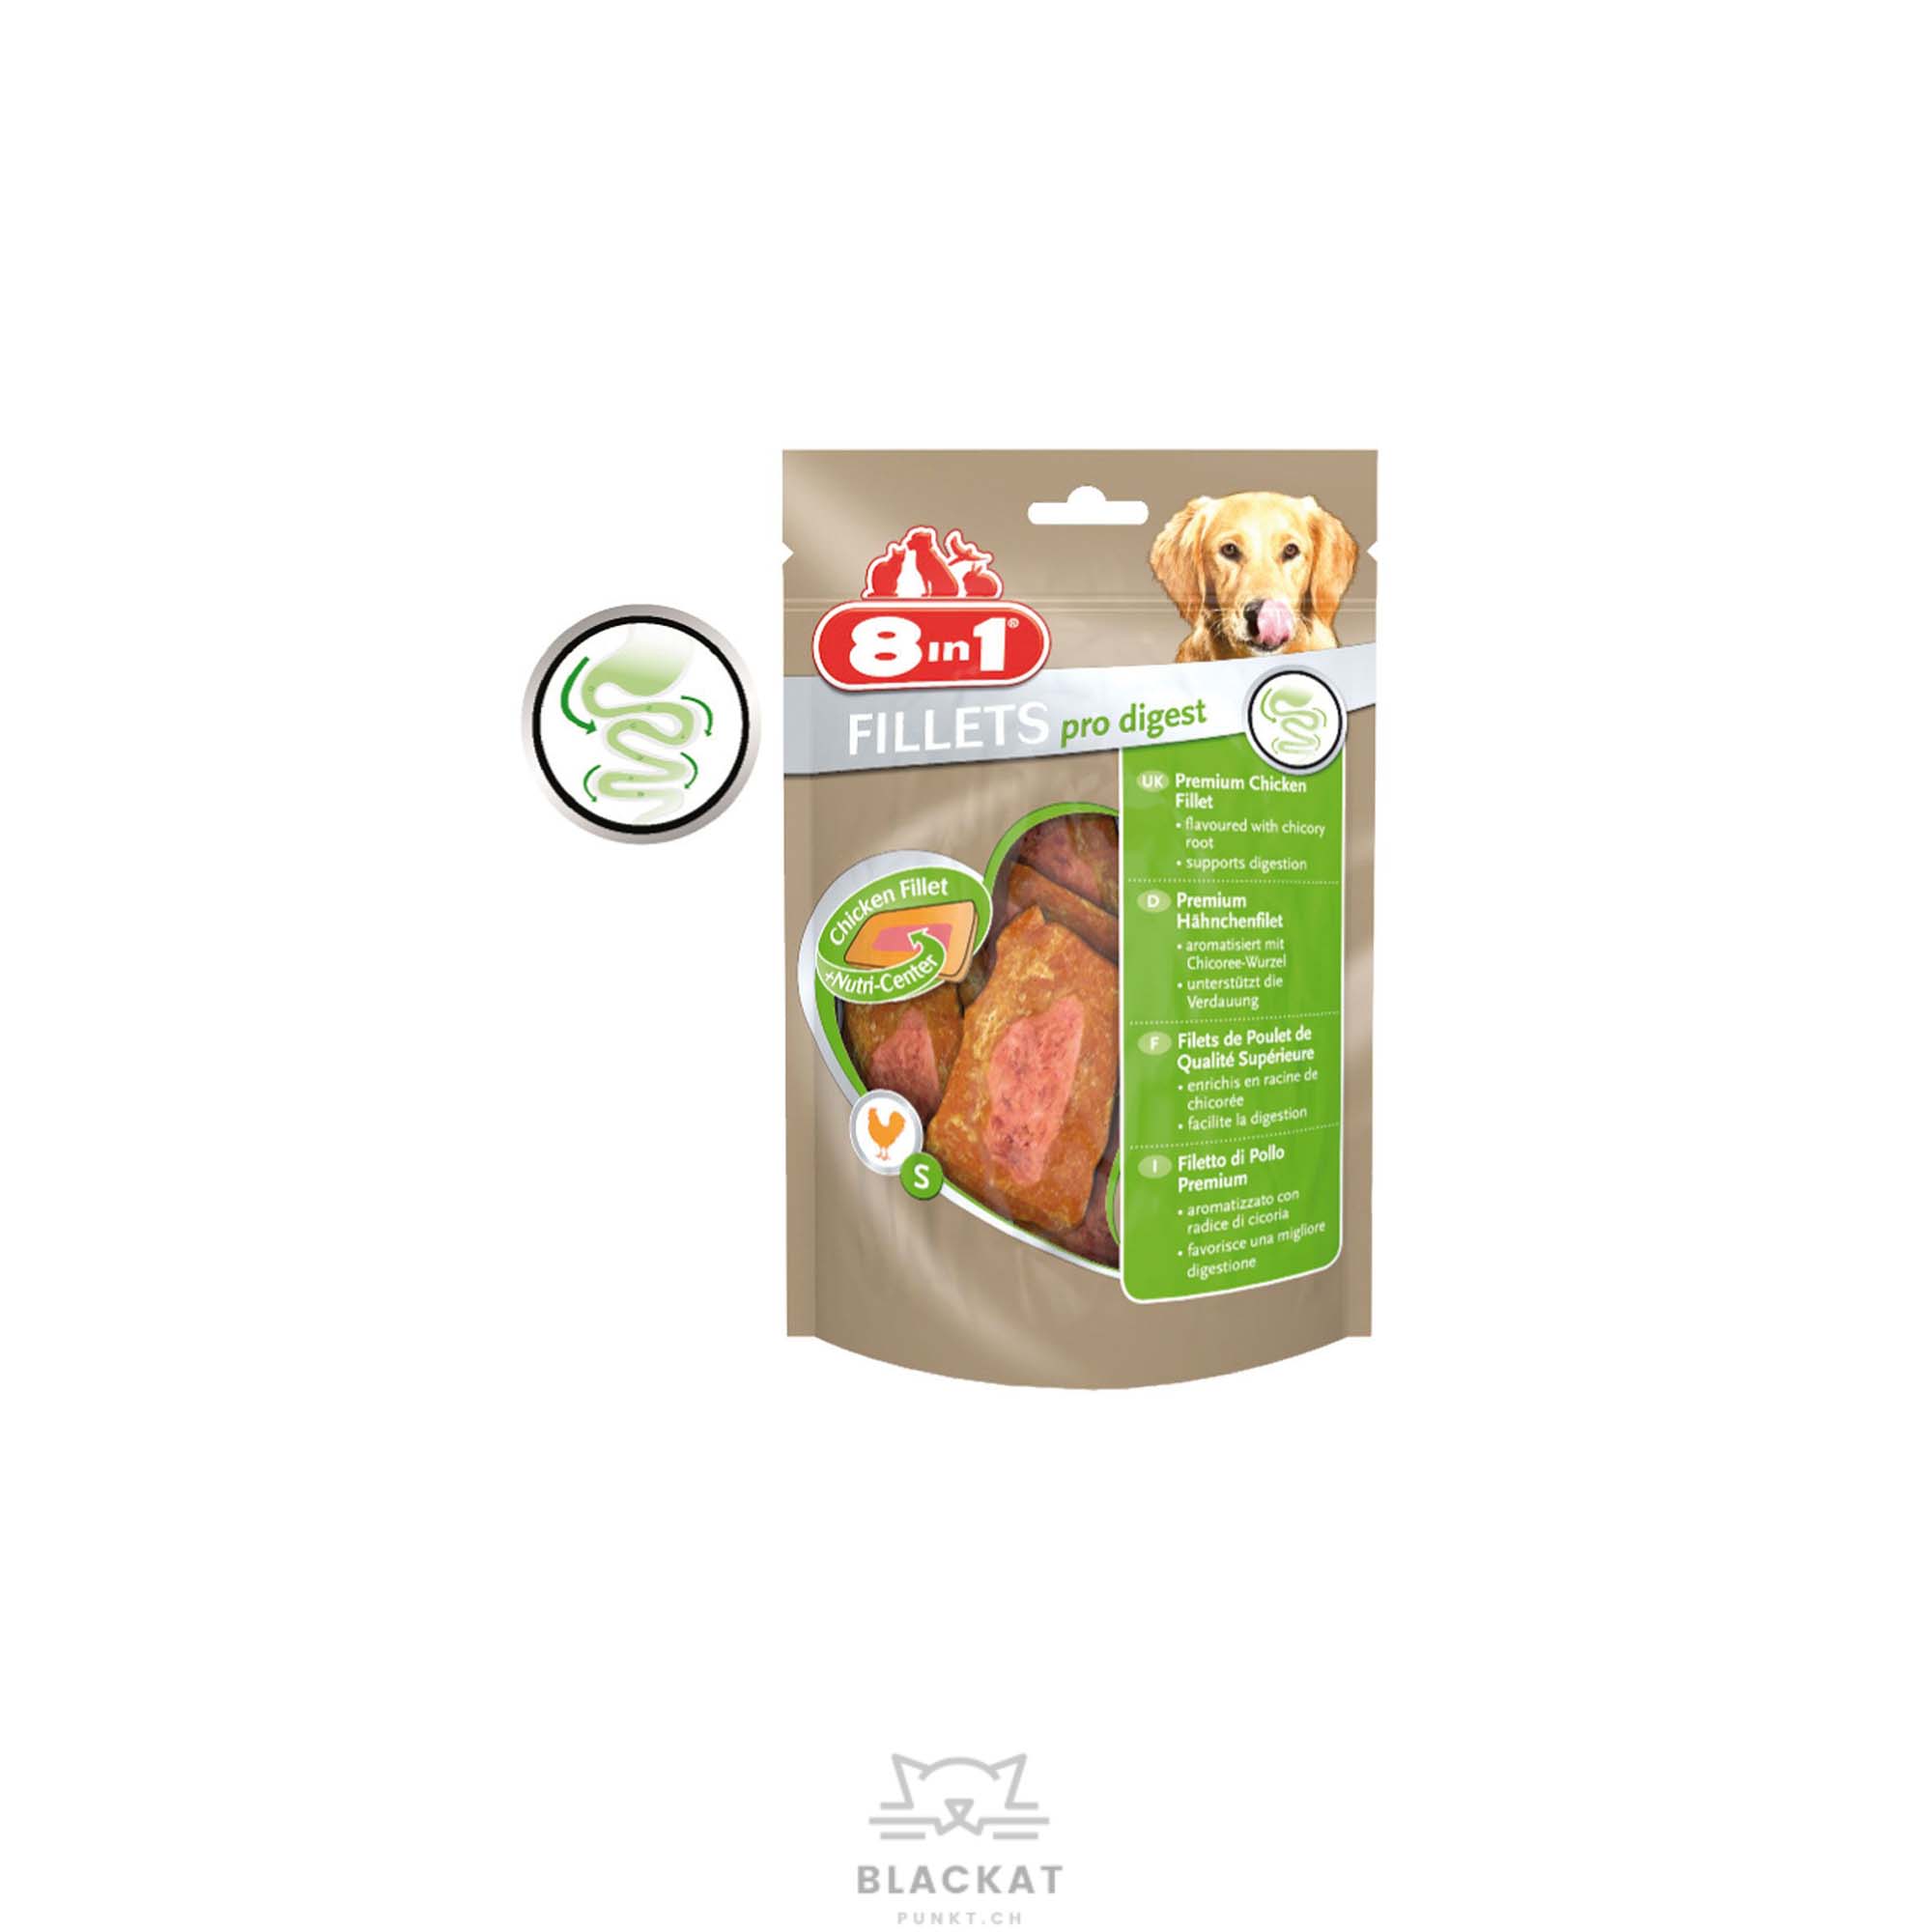 8in1®
FILLETS pro digest
UK Premium Chicken
Fillet
• flavoured with chicory
root
• supports digestion
Chicken Fillet
+Nutri-Center
D Premium
Hähnchenfilet
• aromatisiert mit
Chicoree-Wurzel
• unterstützt die
Verdauung
F Filets de Poulet de
Qualité Supérieure
• enrichis en racine de
chicorée
• facilite la digestion
S
I Filetto di Pollo
Premium
• aromatizzato con
radice di cicoria
• favorisce una migliore
digestione
BLACKAT
PUNKT.CH